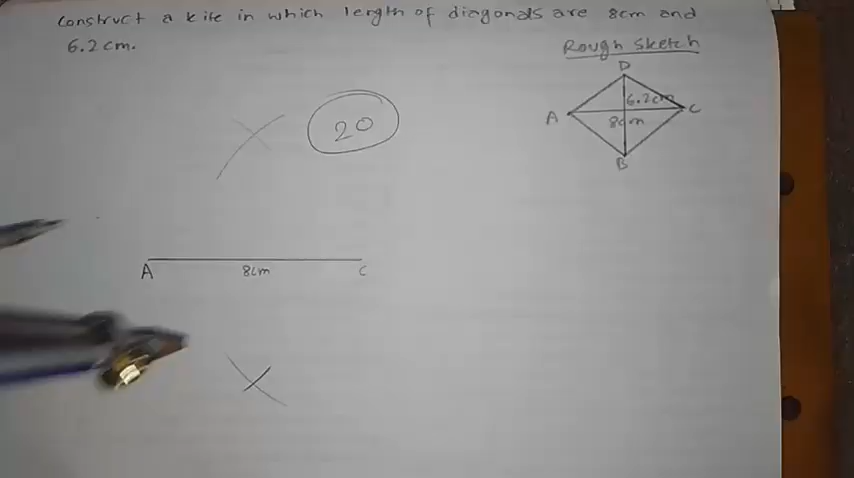 Construct a kite in which length of diagonals are 8cm and
6.2cm.
Rough Sketch
D
6.2cm
A
C
8cm
B
20
A
8cm
C